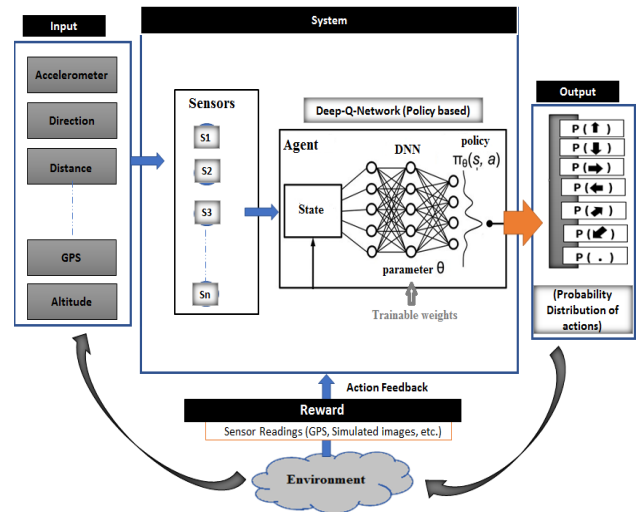 Input
Accelerometer
Direction
Distance
GPS
Altitude
System
Sensors
S1
S2
S3
Sn
Deep-Q-Network (Policy based)
Agent
State
DNN
policy
πθ(s, a)
parameter θ
Trainable weights
Output
P ( ⬆ )
P ( ⬇ )
P ( ➡ )
P ( ⬅ )
P ( ⬈ )
P ( ⬋ )
P ( . )
(Probability
Distribution of
actions)
Action Feedback
Reward
Sensor Readings (GPS, Simulated images, etc.)
Environment